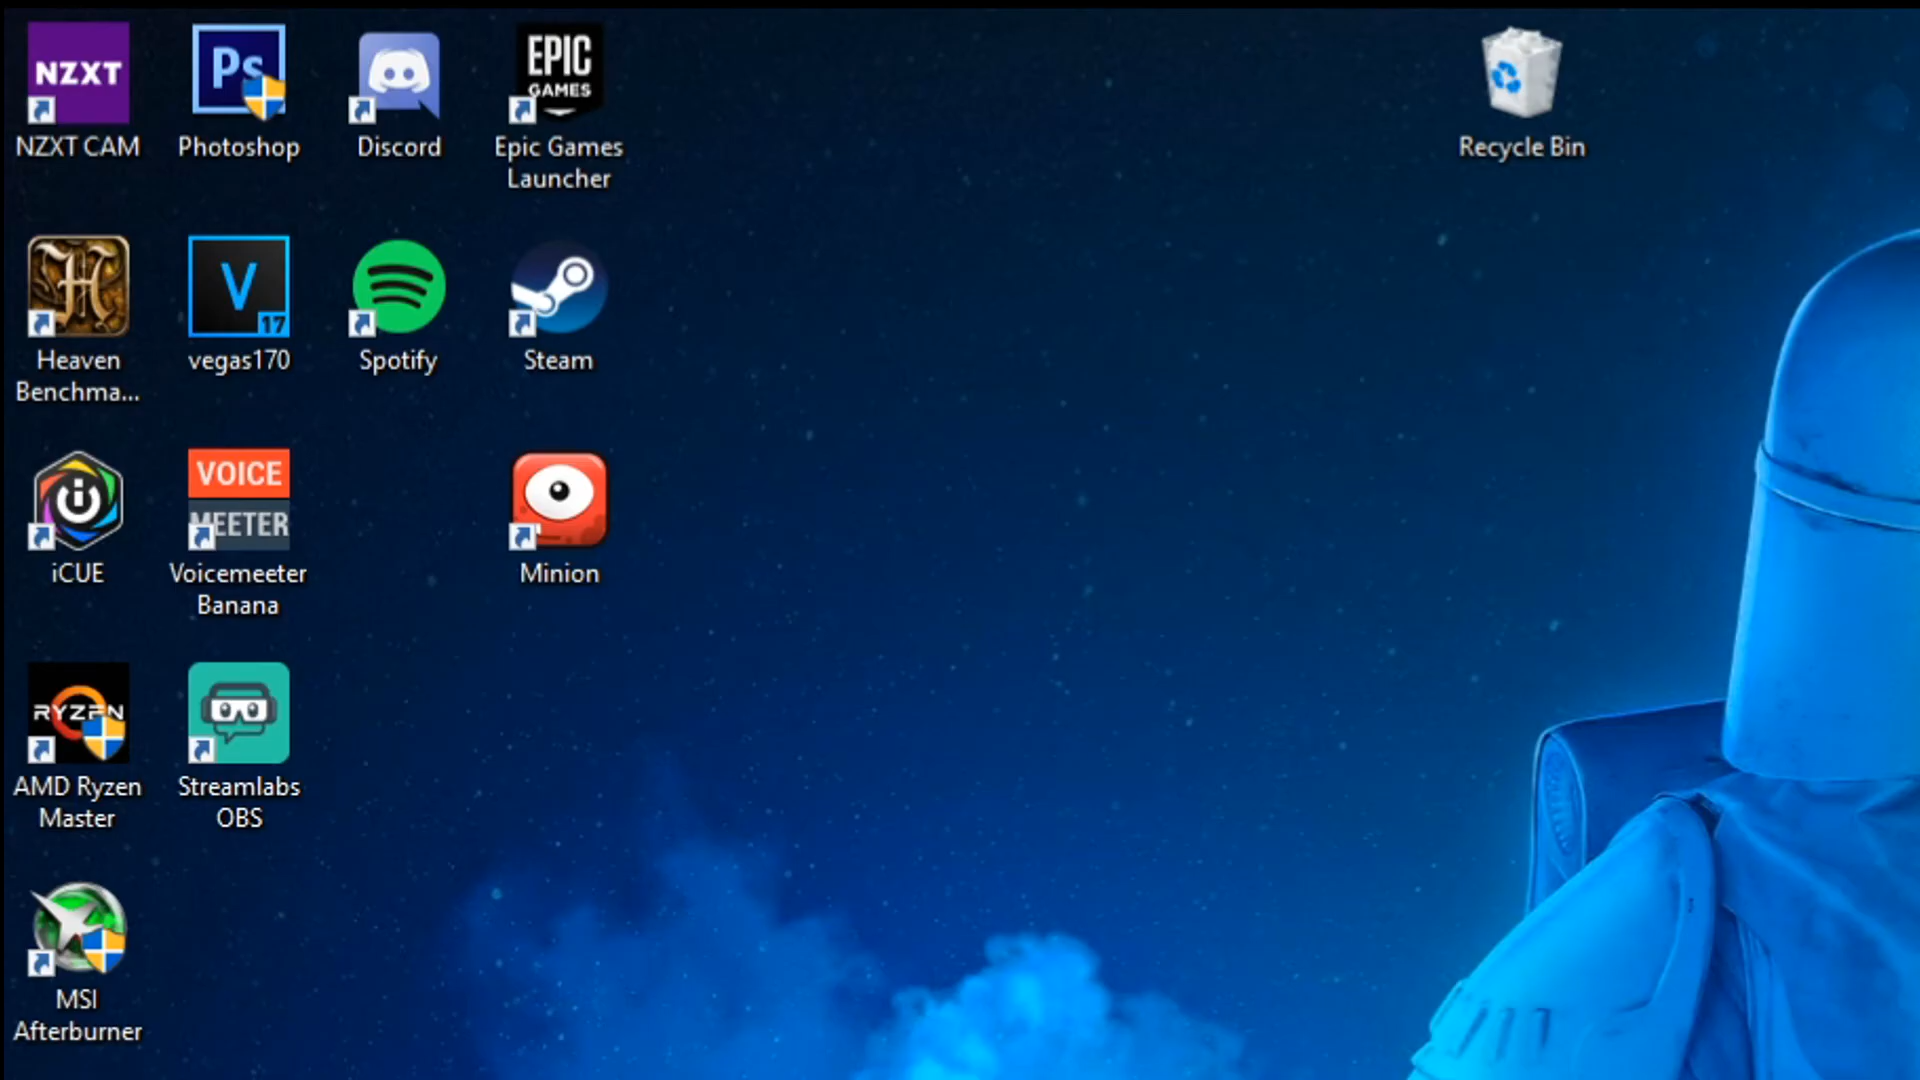 NZXT
Ps
EPIC
GAMES
NZXT CAM
Photoshop
Discord
Epic Games
Launcher
Recycle Bin
H
V
17
Heaven
Benchma...
vegas170
Spotify
Steam
VOICE
MEETER
iCUE
Voicemeeter
Banana
Minion
RYZEN
AMD Ryzen
Master
Streamlabs
OBS
MSI
Afterburner